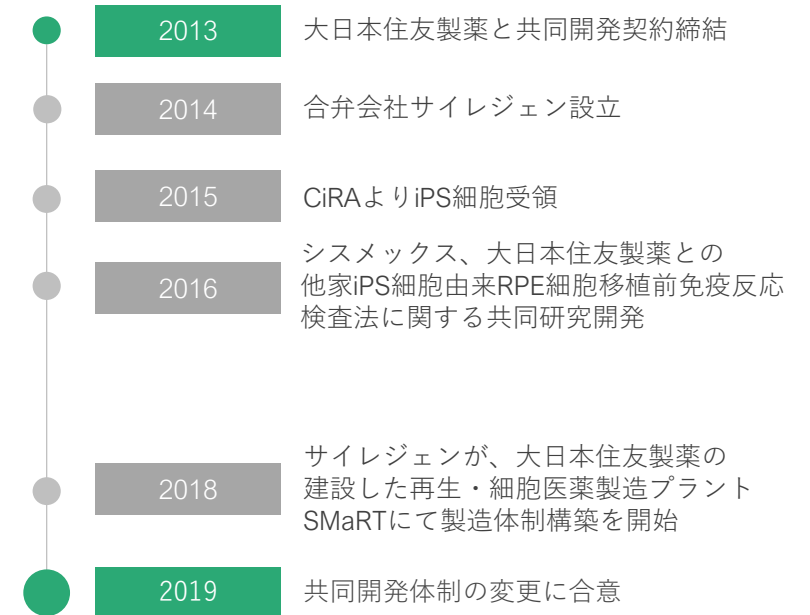 2013
大日本住友製薬と共同開発契約締結
2014
合弁会社サイレジェン設立
2015
CiRAよりiPS細胞受領
2016
シスメックス、大日本住友製薬との
他家iPS細胞由来RPE細胞移植前免疫反応
検査法に関する共同研究開発
2018
サイレジェンが、大日本住友製薬の
建設した再生・細胞医薬製造プラント
SMaRTにて製造体制構築を開始
2019
共同開発体制の変更に合意